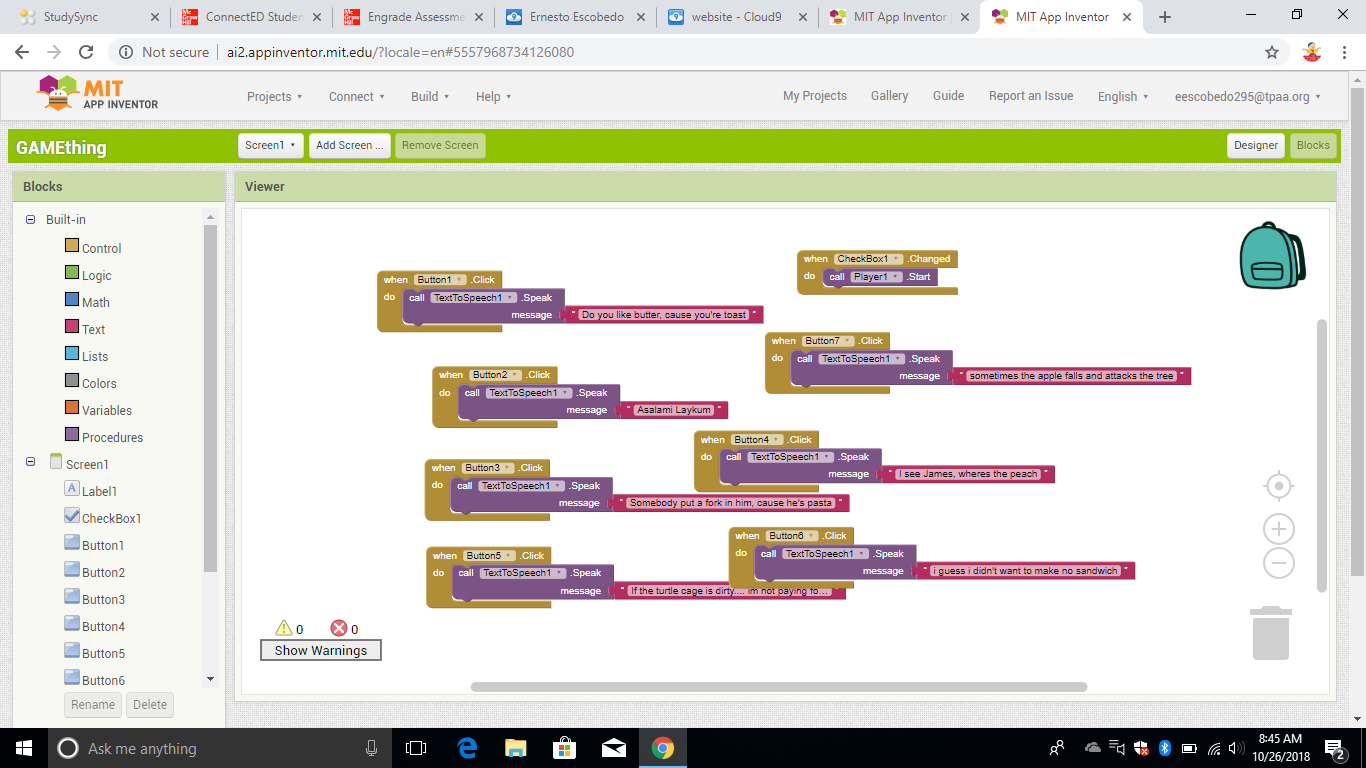 StudySync
ConnectED Studen
Engrade Assessme
Ernesto Escobedo
website - Cloud9
MIT App Inventor
MIT App Inventor
Not secure | ai2.appinventor.mit.edu/?locale=en#5557968734126080
MIT
APP INVENTOR
Projects
Connect
Build
Help
My Projects
Gallery
Guide
Report an Issue
English
eescobedo295@tpaa.org
GAMEthing
Screen1
Add Screen ...
Remove Screen
Designer
Blocks
Blocks
Viewer
Built-in
Control
Logic
Math
Text
Lists
Colors
Variables
Procedures
Screen1
Label1
CheckBox1
Button1
Button2
Button3
Button4
Button5
Button6
Rename
Delete
when CheckBox1 .Changed
do call Player1 .Start
when Button1 .Click
do call TextToSpeech1 .Speak
message " Do you like butter, cause you're toast "
when Button7 .Click
do call TextToSpeech1 .Speak
message " sometimes the apple falls and attacks the tree "
when Button2 .Click
do call TextToSpeech1 .Speak
message " Asalami Laykum "
when Button4 .Click
do call TextToSpeech1 .Speak
message " I see James, wheres the peach "
when Button3 .Click
do call TextToSpeech1 .Speak
message " Somebody put a fork in him, cause he's pasta "
when Button6 .Click
do call TextToSpeech1 .Speak
message " i guess i didn't want to make no sandwich "
when Button5 .Click
do call TextToSpeech1 .Speak
message " If the turtle cage is dirty.... im not paying fo... "
0
0
Show Warnings
Ask me anything
8:45 AM
10/26/2018
2